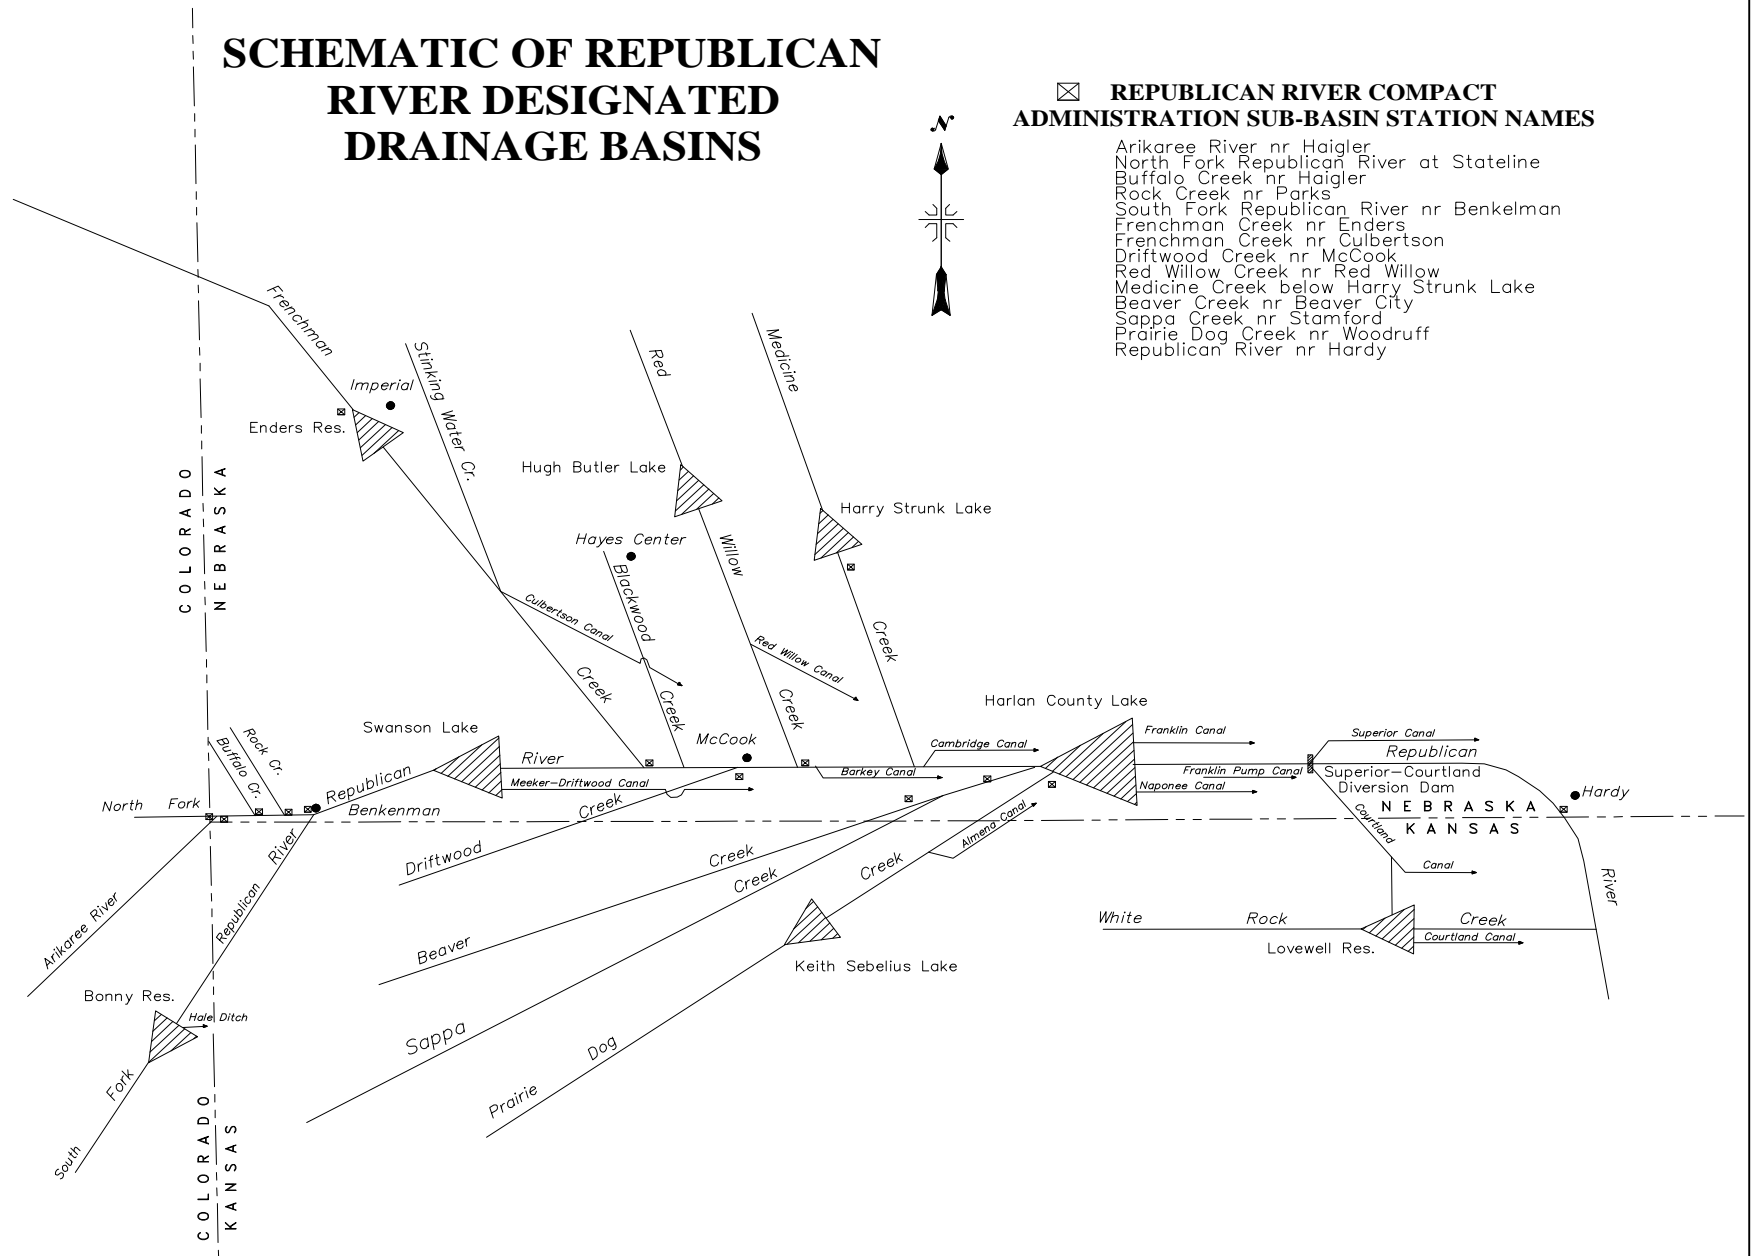 SCHEMATIC OF REPUBLICAN
RIVER DESIGNATED
DRAINAGE BASINS
REPUBLICAN RIVER COMPACT
ADMINISTRATION SUB-BASIN STATION NAMES
N
Arikaree River nr Haigler
North Fork Republican River at Stateline
Buffalo Creek nr Haigler
Rock Creek nr Parks
South Fork Republican River nr Benkelman
Frenchman Creek nr Enders
Frenchman Creek nr Culbertson
Driftwood Creek nr McCook
Red Willow Creek nr Red Willow
Medicine Creek below Harry Strunk Lake
Beaver Creek nr Beaver City
Sappa Creek nr Stamford
Prairie Dog Creek nr Woodruff
Republican River nr Hardy
Frenchman
Imperial
Enders Res.
Stinking Water Cr.
Red
Medicine
Hugh Butler Lake
Harry Strunk Lake
COLORADO
NEBRASKA
Hayes Center
Blackwood
Willow
Culbertson Canal
Red Willow Canal
Creek
Creek
Creek
Creek
Harlan County Lake
Swanson Lake
McCook
Rock Cr.
Buffalo Cr.
River
Cambridge Canal
Franklin Canal
Superior Canal
Republican
Republican
Meeker-Driftwood Canal
Barkey Canal
Franklin Pump Canal
Naponee Canal
Superior-Courtland
Diversion Dam
Hardy
North Fork
Benkenman
Creek
Almena Canal
NEBRASKA
KANSAS
Courtland
Canal
River
Driftwood
Creek
Creek
Creek
Arikaree River
Republican
River
White Rock Creek
Courtland Canal
Lovewell Res.
Beaver
Keith Sebelius Lake
Bonny Res.
Hale Ditch
Sappa
Dog
Prairie
Fork
South
COLORADO
KANSAS